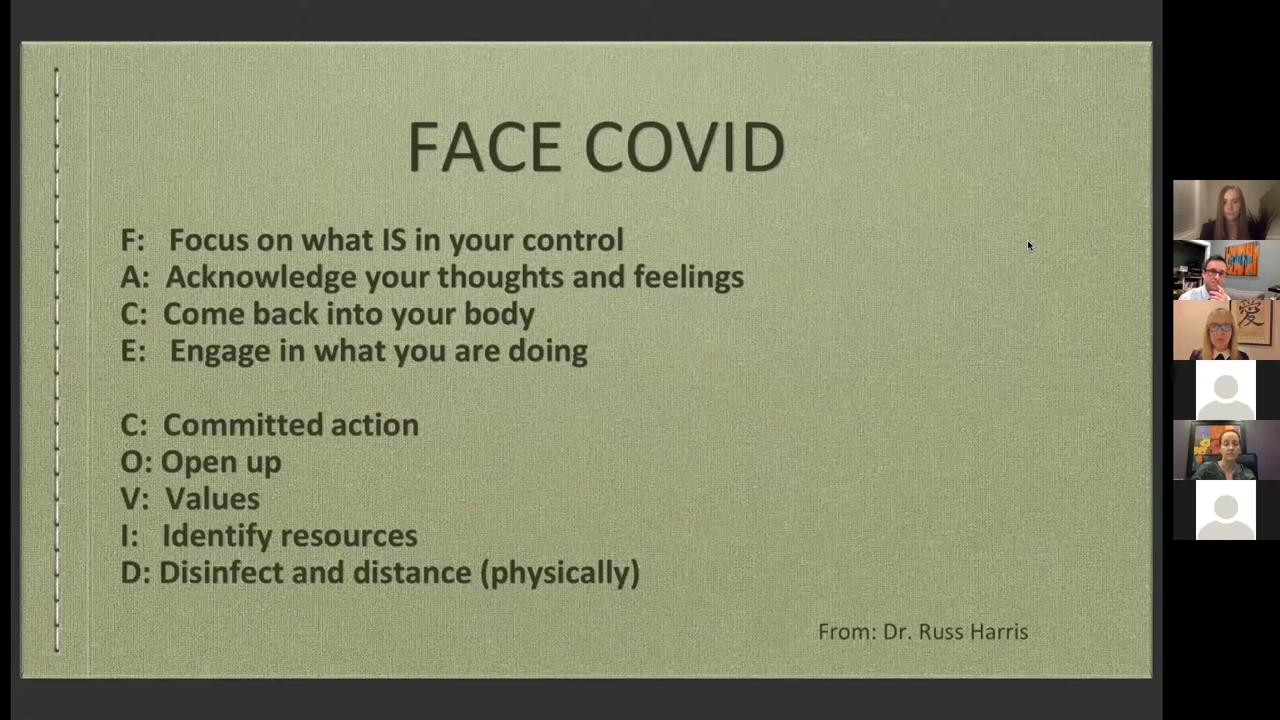 FACE COVID
F: Focus on what IS in your control
A: Acknowledge your thoughts and feelings
C: Come back into your body
E: Engage in what you are doing
C: Committed action
O: Open up
V: Values
I: Identify resources
D: Disinfect and distance (physically)
From: Dr. Russ Harris
愛